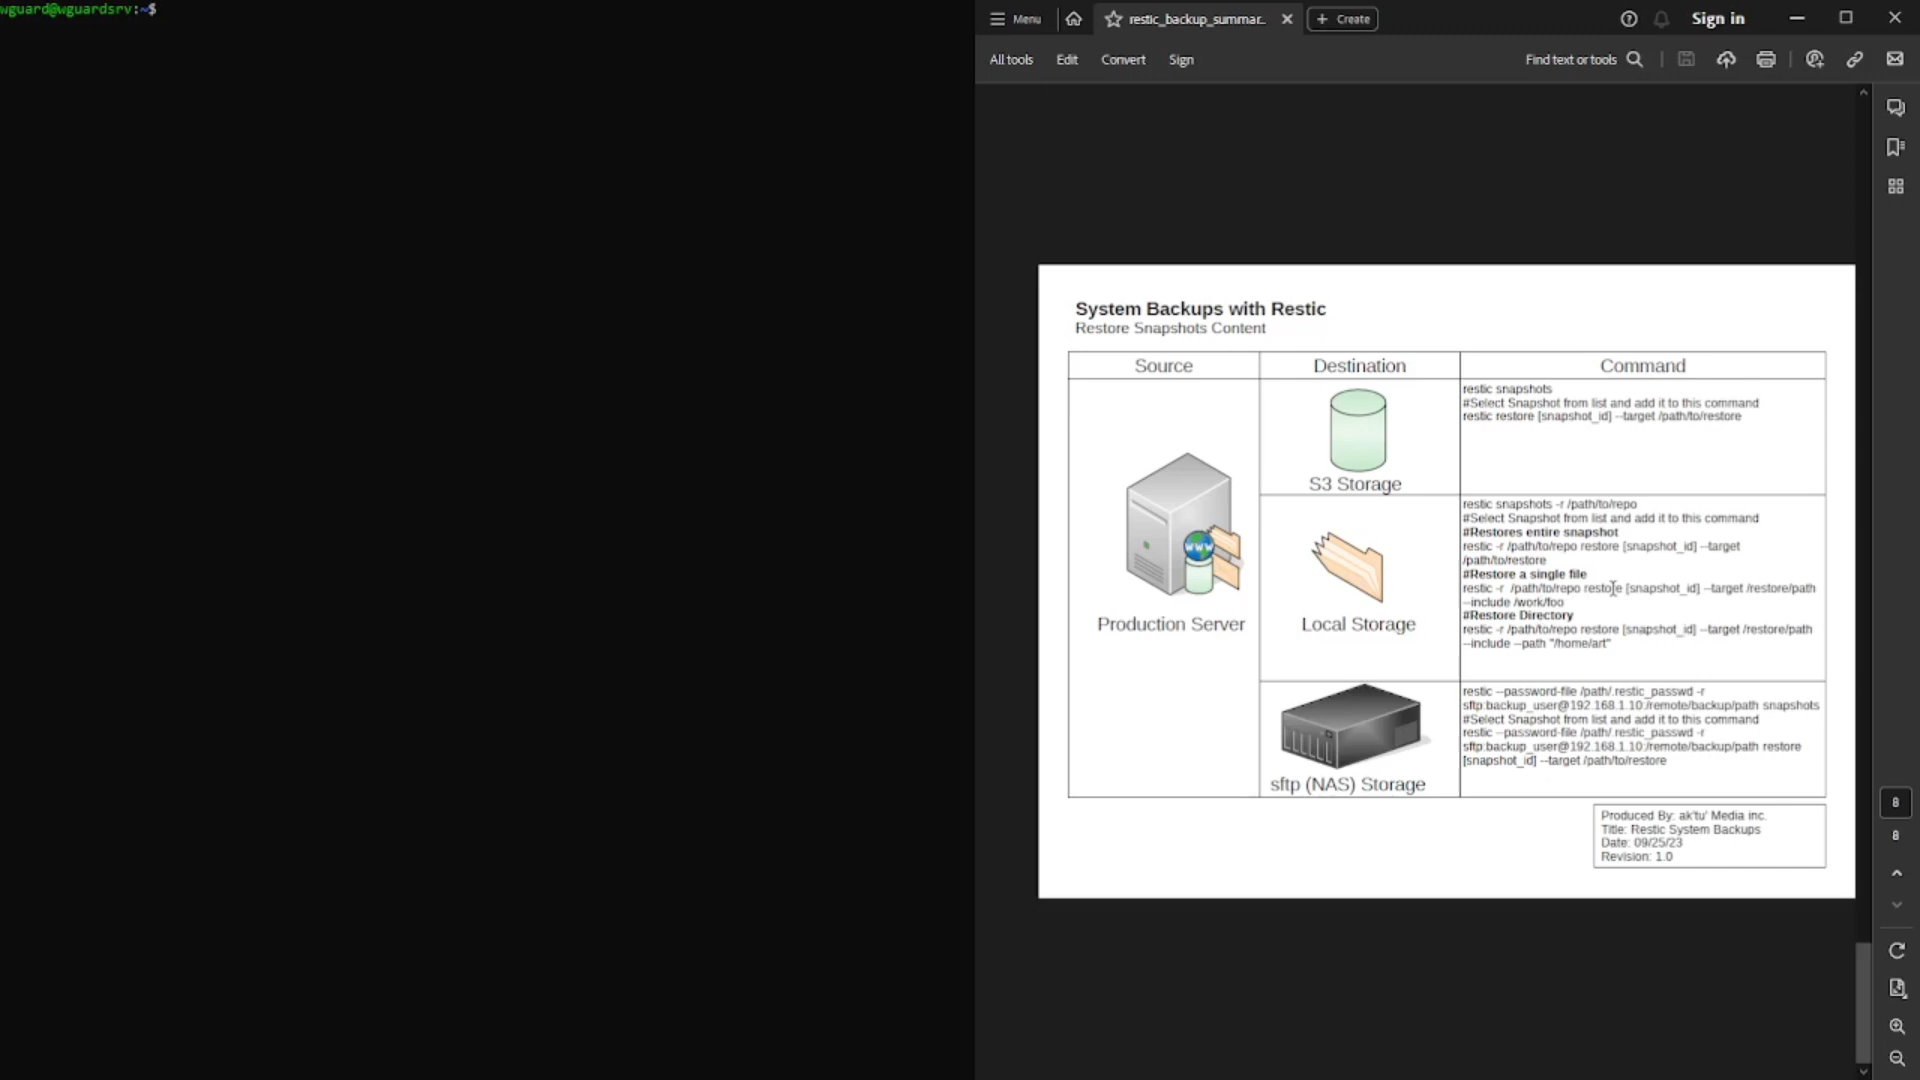 wguard@wguardsrv:~$
Menu
restic_backup_summar...
Create
Sign in
All tools
Edit
Convert
Sign
Find text or tools
System Backups with Restic
Restore Snapshots Content
Source
Destination
Command
Production Server
S3 Storage
restic snapshots
#Select Snapshot from list and add it to this command
restic restore [snapshot_id] --target /path/to/restore
Local Storage
restic snapshots -r /path/to/repo
#Select Snapshot from list and add it to this command
#Restores entire snapshot
restic -r /path/to/repo restore [snapshot_id] --target
/path/to/restore
#Restore a single file
restic -r /path/to/repo restore [snapshot_id] --target /restore/path
--include /work/foo
#Restore Directory
restic -r /path/to/repo restore [snapshot_id] --target /restore/path
--include --path "/home/art"
sftp (NAS) Storage
restic --password-file /path/.restic_passwd -r
sftp:backup_user@192.168.1.10:/remote/backup/path snapshots
#Select Snapshot from list and add it to this command
restic --password-file /path/.restic_passwd -r
sftp:backup_user@192.168.1.10:/remote/backup/path restore
[snapshot_id] --target /path/to/restore
WWW
Produced By: ak'tu' Media inc.
Title: Restic System Backups
Date: 09/25/23
Revision: 1.0
8
8